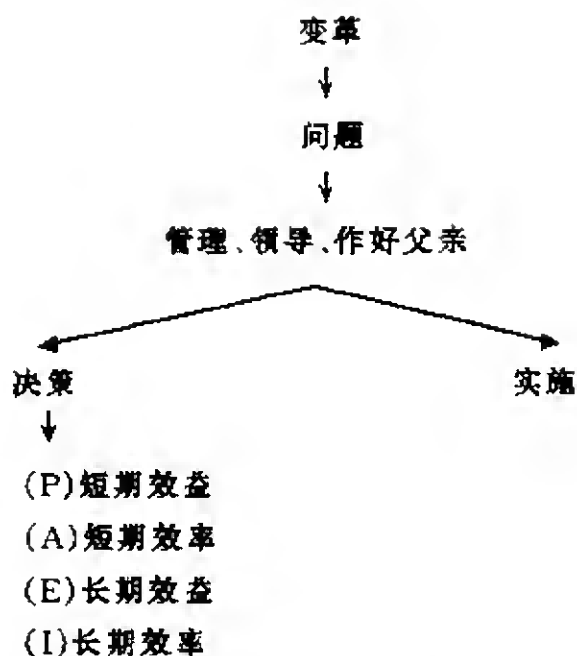 变革
问题
管理、领导、作好父亲
决策 实施
(P)短期效益
(A)短期效率
(E)长期效益
(I)长期效率